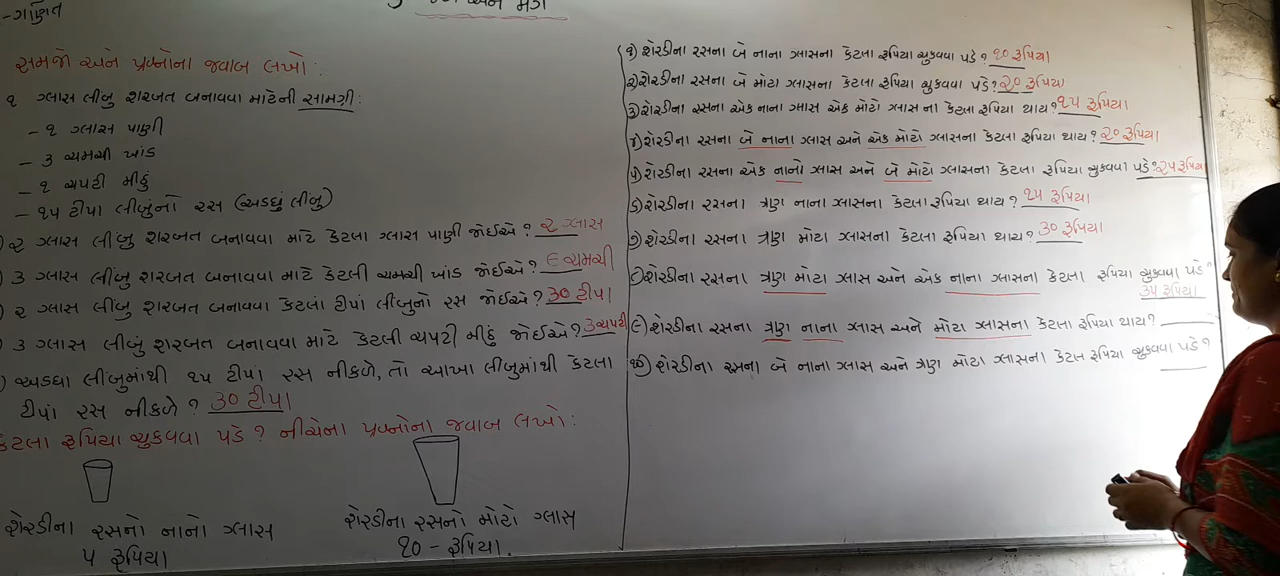 -ગણિત
અને મગ
સમજો અને પ્રશ્નોના જવાબ લખો:
૧ ગ્લાસ લીંબુ શરબત બનાવવા માટેની સામગ્રી:
- ૧ ગ્લાસ પાણી
- ૩ ચમચી ખાંડ
- ૧ ચપટી મીઠું
- ૧૫ ટીપા લીંબુનો રસ (અડધું લીંબુ)
) ૨ ગ્લાસ લીંબુ શરબત બનાવવા માટે કેટલા ગ્લાસ પાણી જોઈએ? ૨ ગ્લાસ
) ૩ ગ્લાસ લીંબુ શરબત બનાવવા માટે કેટલી ચમચી ખાંડ જોઈએ? ૯ ચમચી
) ૨ ગ્લાસ લીંબુ શરબત બનાવવા કેટલાં ટીપાં લીંબુનો રસ જોઈએ? ૩૦ ટીપાં
) ૩ ગ્લાસ લીંબું શરબત બનાવવા માટે કેટલી ચપટી મીઠું જોઈએ? ૩ ચપટી
) અડધા લીંબુમાંથી ૧૫ ટીપાં રસ નીકળે, તો આખા લીંબુમાંથી કેટલા
ટીપાં રસ નીકળે ? ૩૦ ટીપાં
કેટલા રૂપિયા ચુકવવા પડે ? નીચેના પ્રશ્નોના જવાબ લખો:
શેરડીના રસનો નાનો ગ્લાસ
૫ રૂપિયા
શેરડીના રસનો મોટો ગ્લાસ
૧૦ - રૂપિયા.
(૧) શેરડીના રસના બે નાના ગ્લાસના કેટલા રૂપિયા ચુકવવા પડે ? ૧૦ રૂપિયા
૨) શેરડીના રસના બે મોટા ગ્લાસના કેટલા રૂપિયા ચુકવવા પડે? ૨૦ રૂપિયા
૩) શેરડીના રસના એક નાના ગ્લાસ એક મોટો ગ્લાસ ના કેટલા રૂપિયા થાય? ૧૫ રૂપિયા
૪) શેરડીના રસના બે નાના ગ્લાસ અને એક મોટો ગ્લાસના કેટલા રૂપિયા થાય? ૨૦ રૂપિયા
૫) શેરડીના રસના એક નાનો ગ્લાસ અને બે મોટો ગ્લાસના કેટલા રૂપિયા ચુકવવા પડે ? ૨૫ રૂપિયા
૬) શેરડીના રસના ત્રણ નાના ગ્લાસના કેટલા રૂપિયા થાય? ૧૫ રૂપિયા
૭) શેરડીના રસના ત્રણ મોટા ગ્લાસના કેટલા રૂપિયા થાય? ૩૦ રૂપિયા
૮) શેરડીના રસના ત્રણ મોટા ગ્લાસ અને એક નાના ગ્લાસના કેટલા રૂપિયા ચુકવવા પડે?
૩૫ રૂપિયા
૯) શેરડીના રસના ત્રણ નાના ગ્લાસ અને મોટા ગ્લાસના કેટલા રૂપિયા થાય?
૧૦) શેરડીના રસના બે નાના ગ્લાસ અને ત્રણ મોટા ગ્લાસના કેટલ રૂપિયા ચુકવવા પડે?